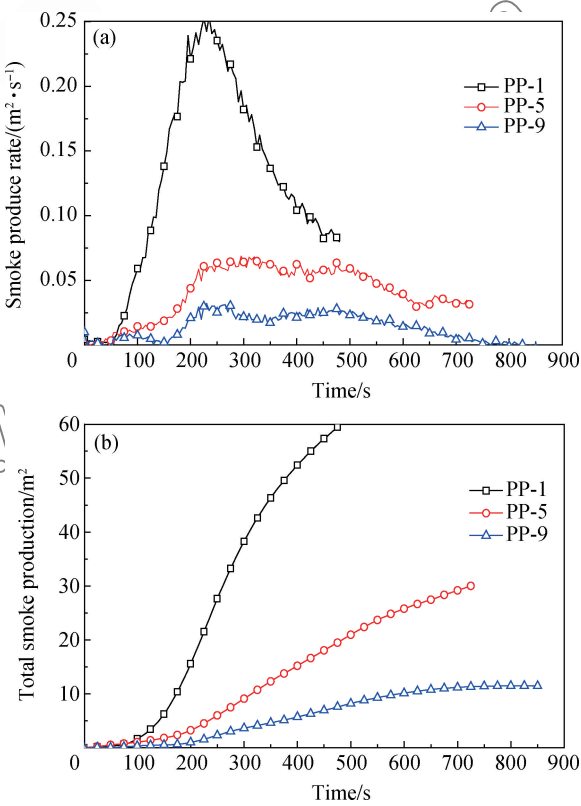 0.25
(a)
0.20
PP-1
PP-5
PP-9
0.15
0.10
0.05
0 100 200 300 400 500 600 700 800 900
Smoke produce rate/(m²•s⁻¹)
Time/s
60
(b)
50
PP-1
PP-5
PP-9
40
30
20
10
0 100 200 300 400 500 600 700 800 900
Total smoke production/m²
Time/s